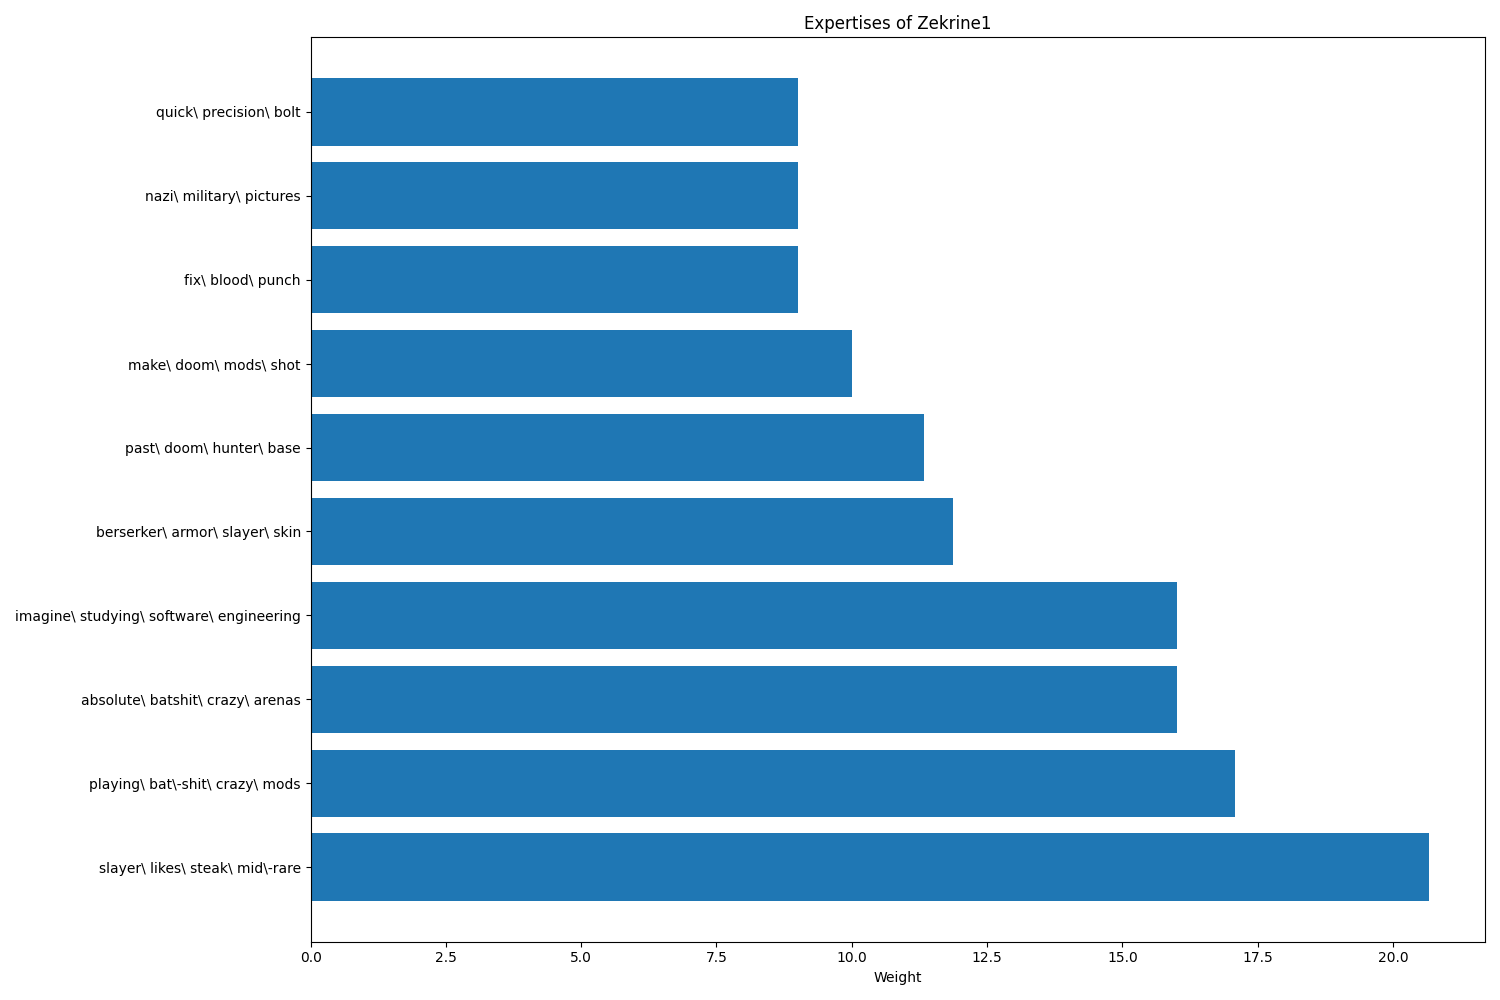 Expertises of Zekrine1
quick\ precision\ bolt
nazi\ military\ pictures
fix\ blood\ punch
make\ doom\ mods\ shot
past\ doom\ hunter\ base
berserker\ armor\ slayer\ skin
imagine\ studying\ software\ engineering
absolute\ batshit\ crazy\ arenas
playing\ bat\-shit\ crazy\ mods
slayer\ likes\ steak\ mid\-rare
0.0 2.5 5.0 7.5 10.0 12.5 15.0 17.5 20.0
Weight